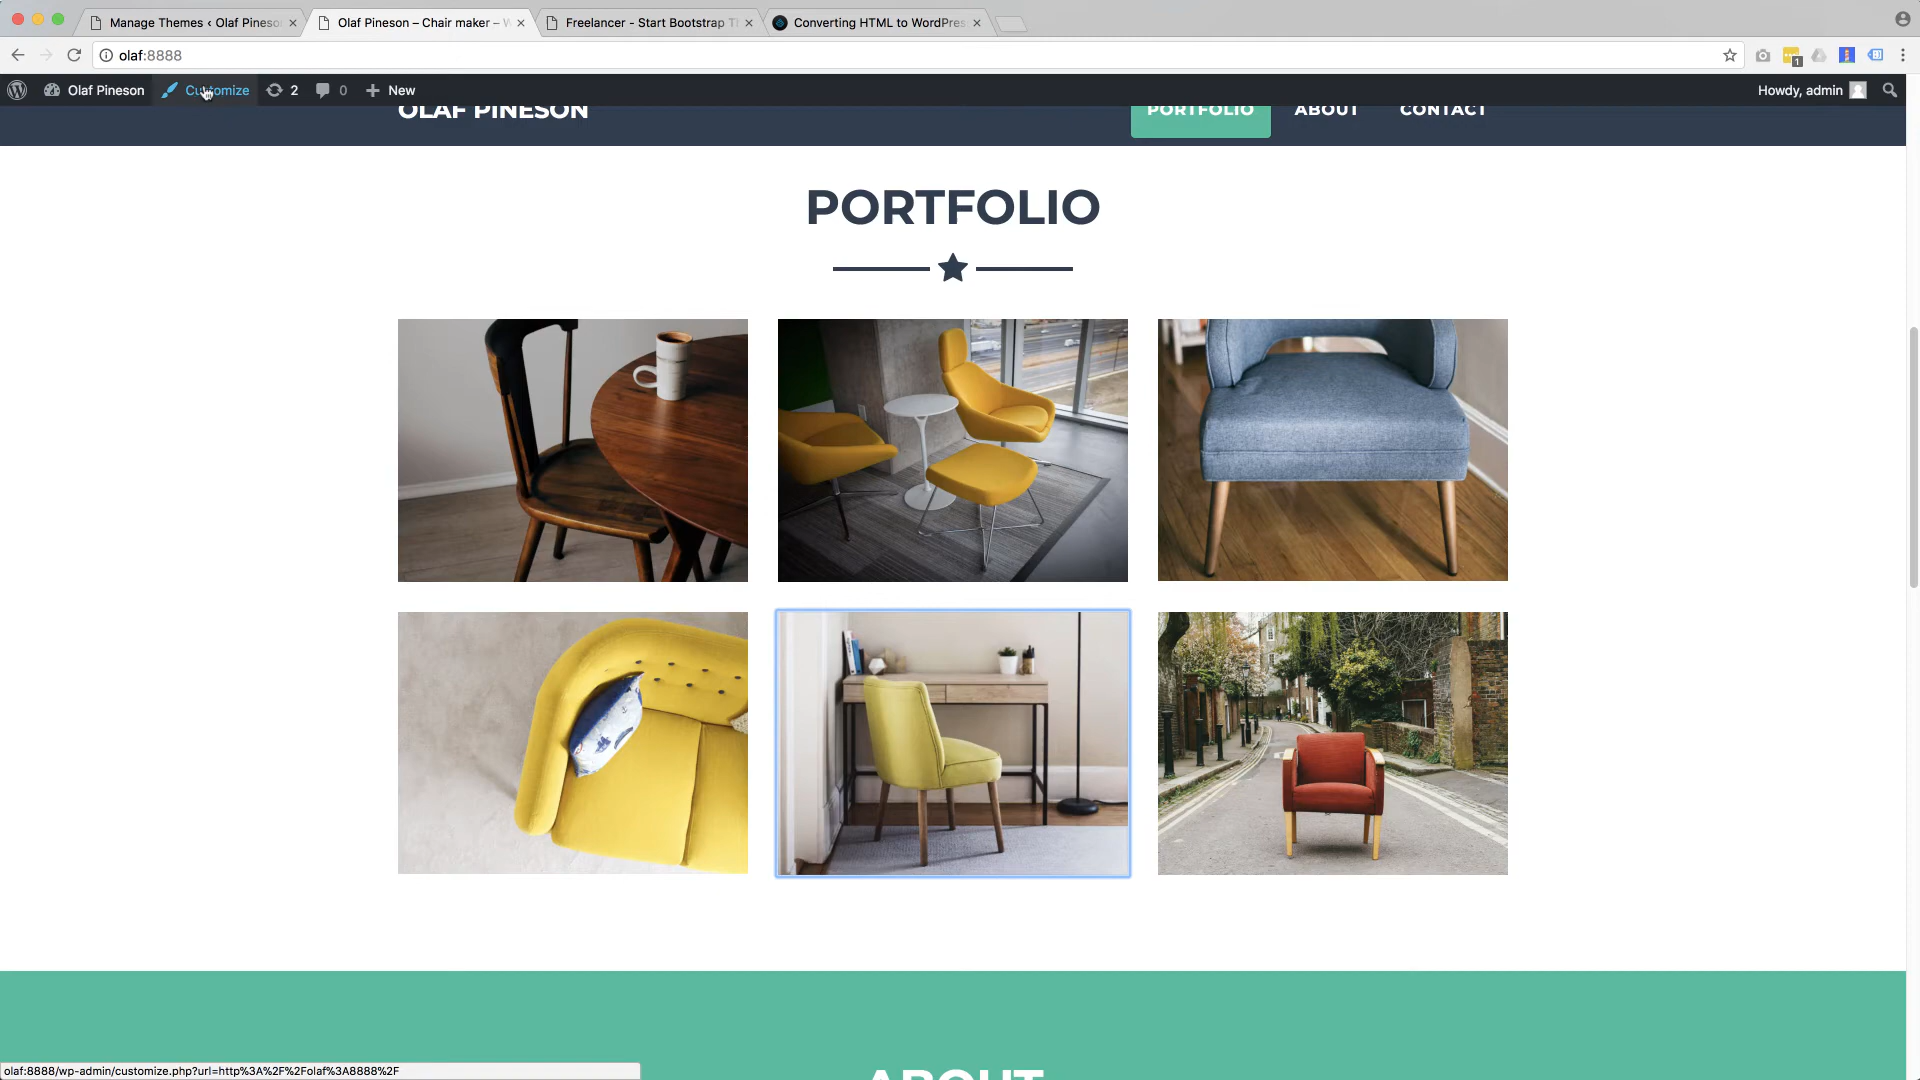 Manage Themes ‹ Olaf Pineso
Olaf Pineson – Chair maker – W
Freelancer - Start Bootstrap T
Converting HTML to WordPres
olaf:8888
1
Olaf Pineson
Customize
2
0
New
Howdy, admin
OLAF PINESON
PORTFOLIO
ABOUT
CONTACT
PORTFOLIO
ABOUT
olaf:8888/wp-admin/customize.php?url=http%3A%2F%2Folaf%3A8888%2F